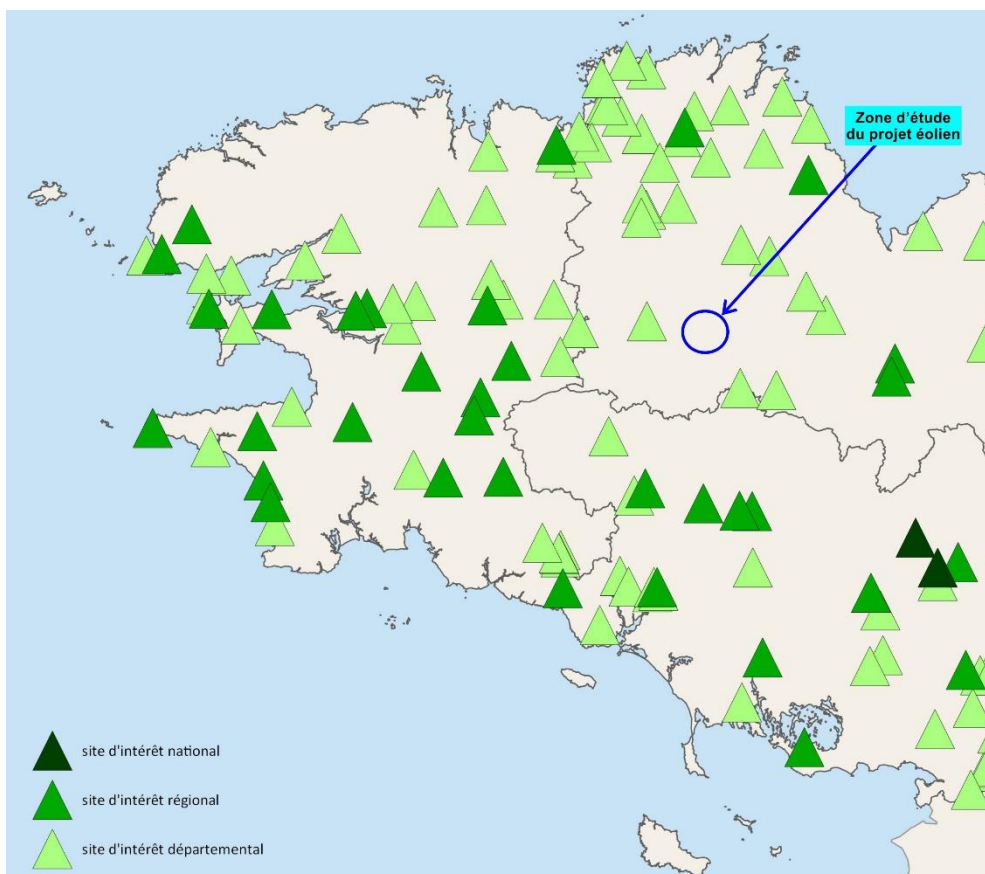 Zone d'étude
du projet éolien
site d'intérêt national
site d'intérêt régional
site d'intérêt départemental